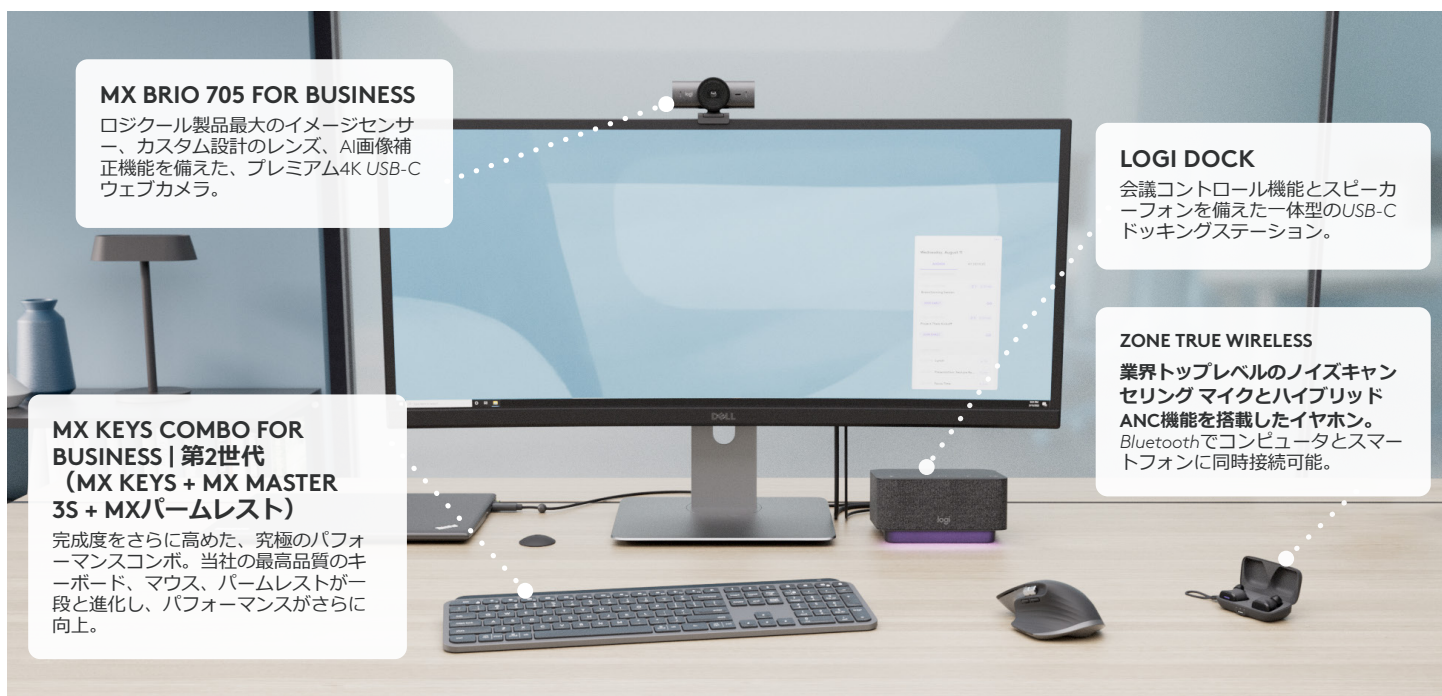 MX BRIO 705 FOR BUSINESS
ロジクール製品最大のイメージセンサ
ー、カスタム設計のレンズ、AI画像補
正機能を備えた、プレミアム4K USB-C
ウェブカメラ。
LOGI DOCK
会議コントロール機能とスピーカ
ーフォンを備えた一体型のUSB-C
ドッキングステーション。
ZONE TRUE WIRELESS
業界トップレベルのノイズキャン
セリング マイクとハイブリッド
ANC機能を搭載したイヤホン。
Bluetoothでコンピュータとスマー
トフォンに同時接続可能。
MX KEYS COMBO FOR
BUSINESS | 第2世代
（MX KEYS + MX MASTER
3S + MXパームレスト）
完成度をさらに高めた、究極のパフォ
ーマンスコンボ。当社の最高品質のキ
ーボード、マウス、パームレストが一
段と進化し、パフォーマンスがさらに
向上。
DELL
logi